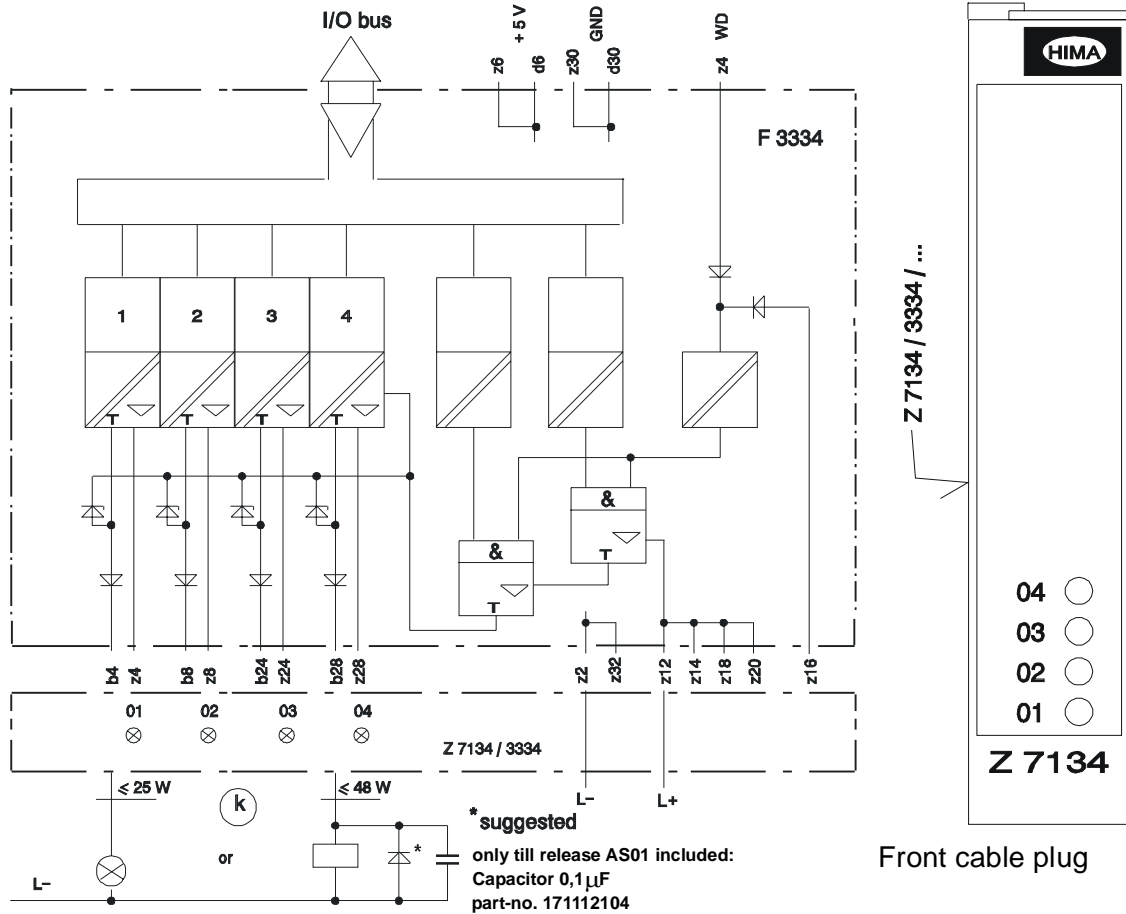 I/O bus
z6
+ 5 V
d6
z30
GND
d30
z4
WD
F 3334
1
2
3
4
T
T
T
T
&
T
&
T
b4
z4
b8
z8
b24
z24
b28
z28
z2
z32
z12
z14
z18
z20
z16
01
02
03
04
Z 7134 / 3334
≤ 25 W
k
≤ 48 W
or
L–
L–
L+
* suggested
*
only till release AS01 included:
Capacitor 0,1 µF
part-no. 171112104
HIMA
Z 7134 / 3334 / ...
04
03
02
01
Z 7134
Front cable plug